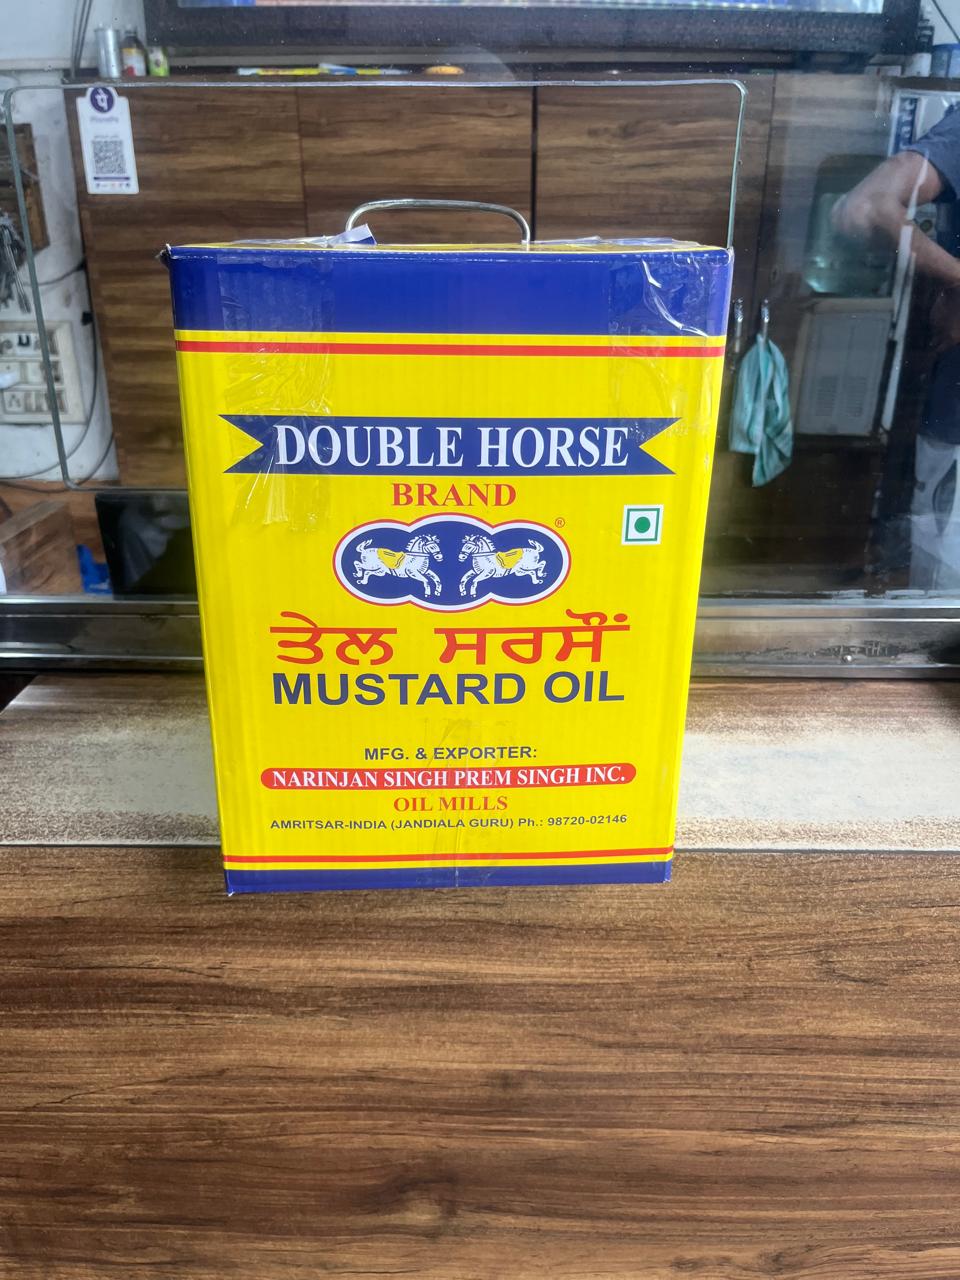 DOUBLE HORSE
BRAND
®
ਤੇਲ ਸਰਸੌਂ
MUSTARD OIL
MFG. & EXPORTER:
NARINJAN SINGH PREM SINGH INC.
OIL MILLS
AMRITSAR-INDIA (JANDIALA GURU) Ph.: 98720-02146